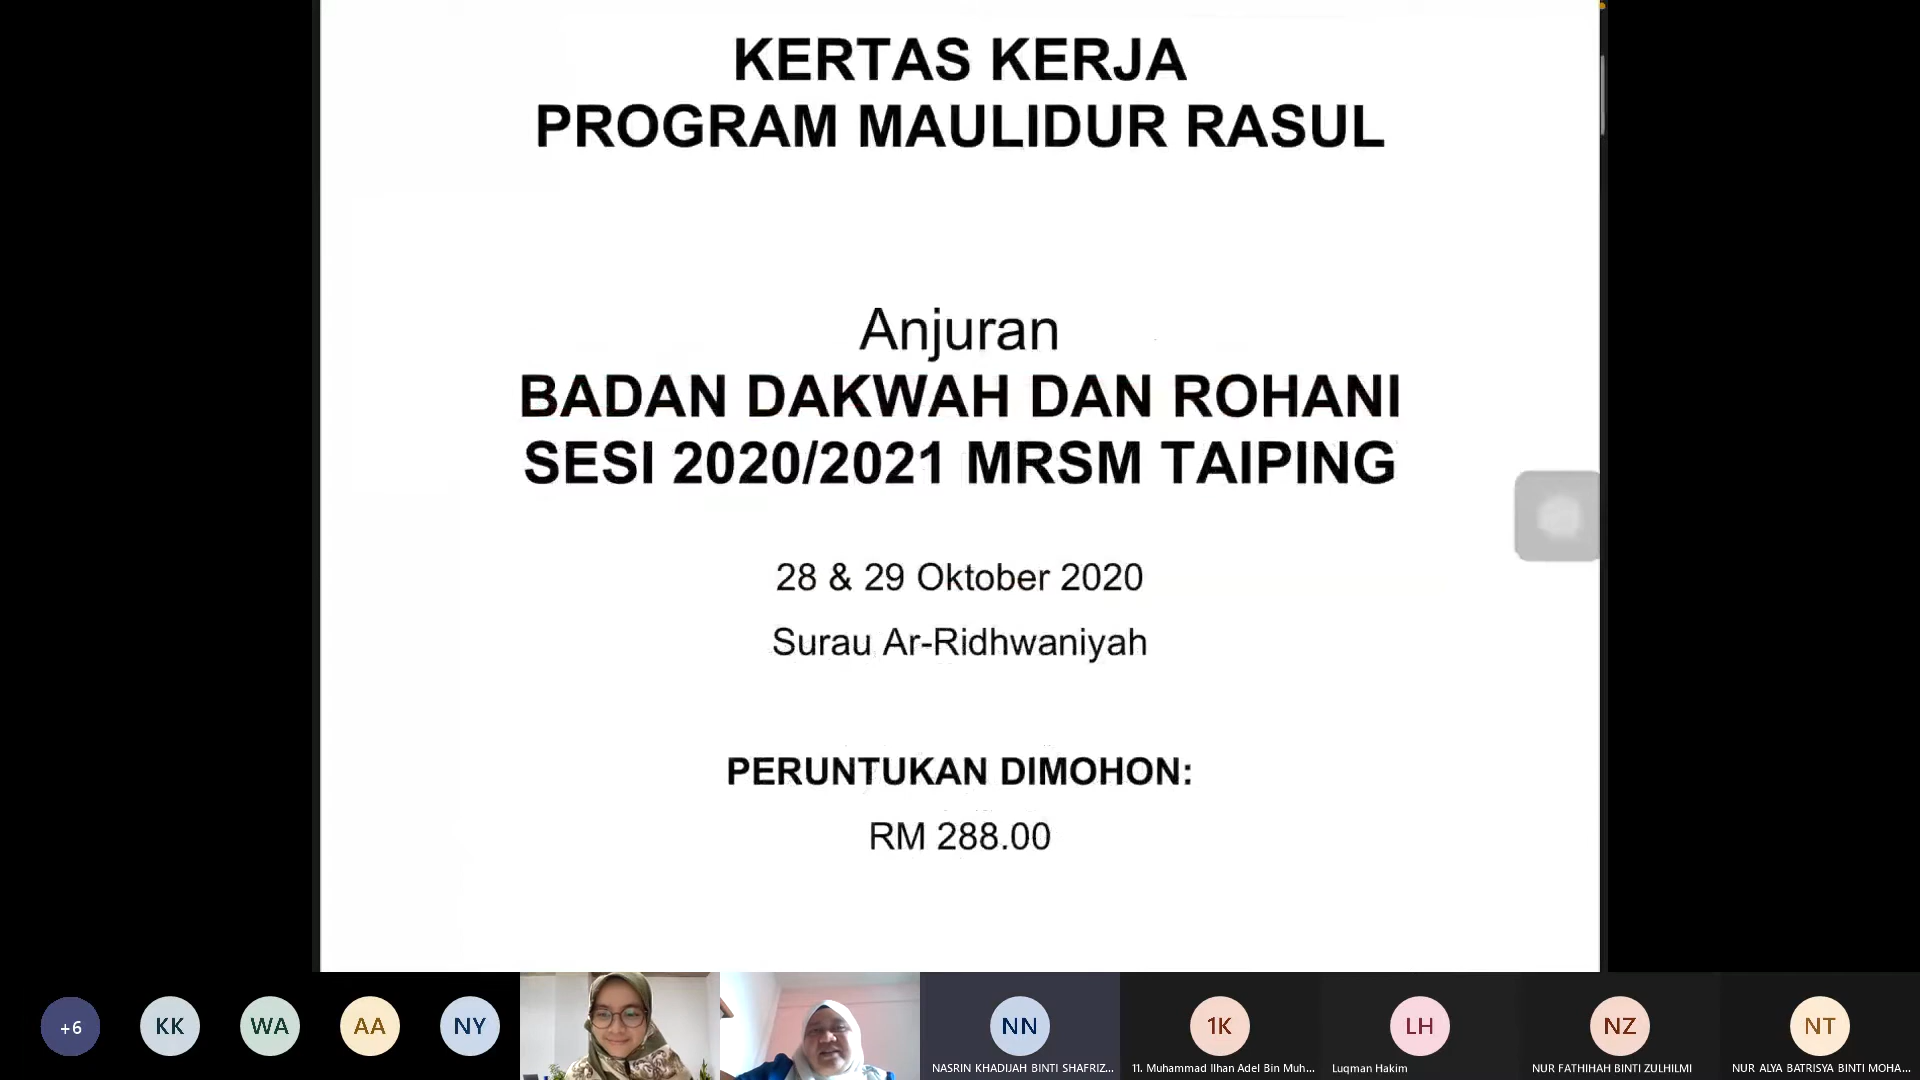 KERTAS KERJA
PROGRAM MAULIDUR RASUL
Anjuran
BADAN DAKWAH DAN ROHANI
SESI 2020/2021 MRSM TAIPING
28 & 29 Oktober 2020
Surau Ar-Ridhwaniyah
PERUNTUKAN DIMOHON:
RM 288.00
+6
KK
WA
AA
NY
NN
NASRIN KHADIJAH BINTI SHAFRIZ...
1K
11. Muhammad Ilhan Adel Bin Muh...
LH
Luqman Hakim
NZ
NUR FATHIHAH BINTI ZULHILMI
NT
NUR ALYA BATRISYA BINTI MOHA...